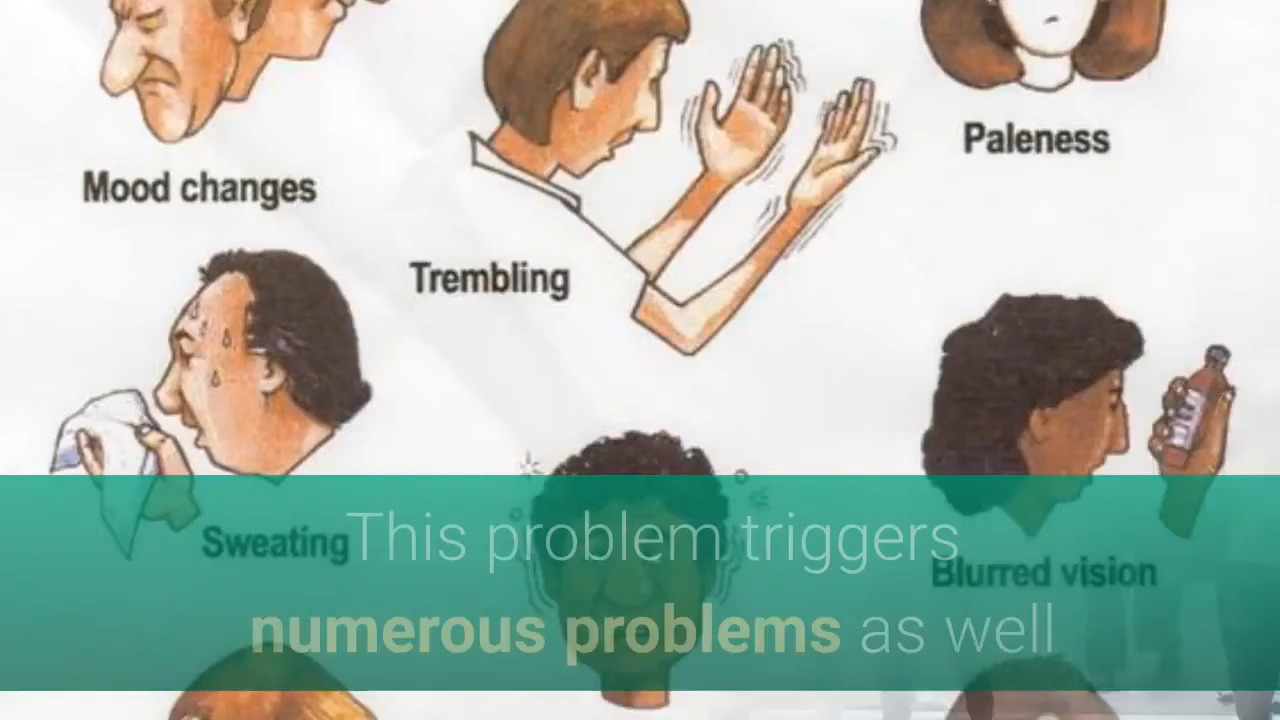 Paleness
Mood changes
Trembling
Sweating
Blurred vision
This problem triggers
numerous problems as well